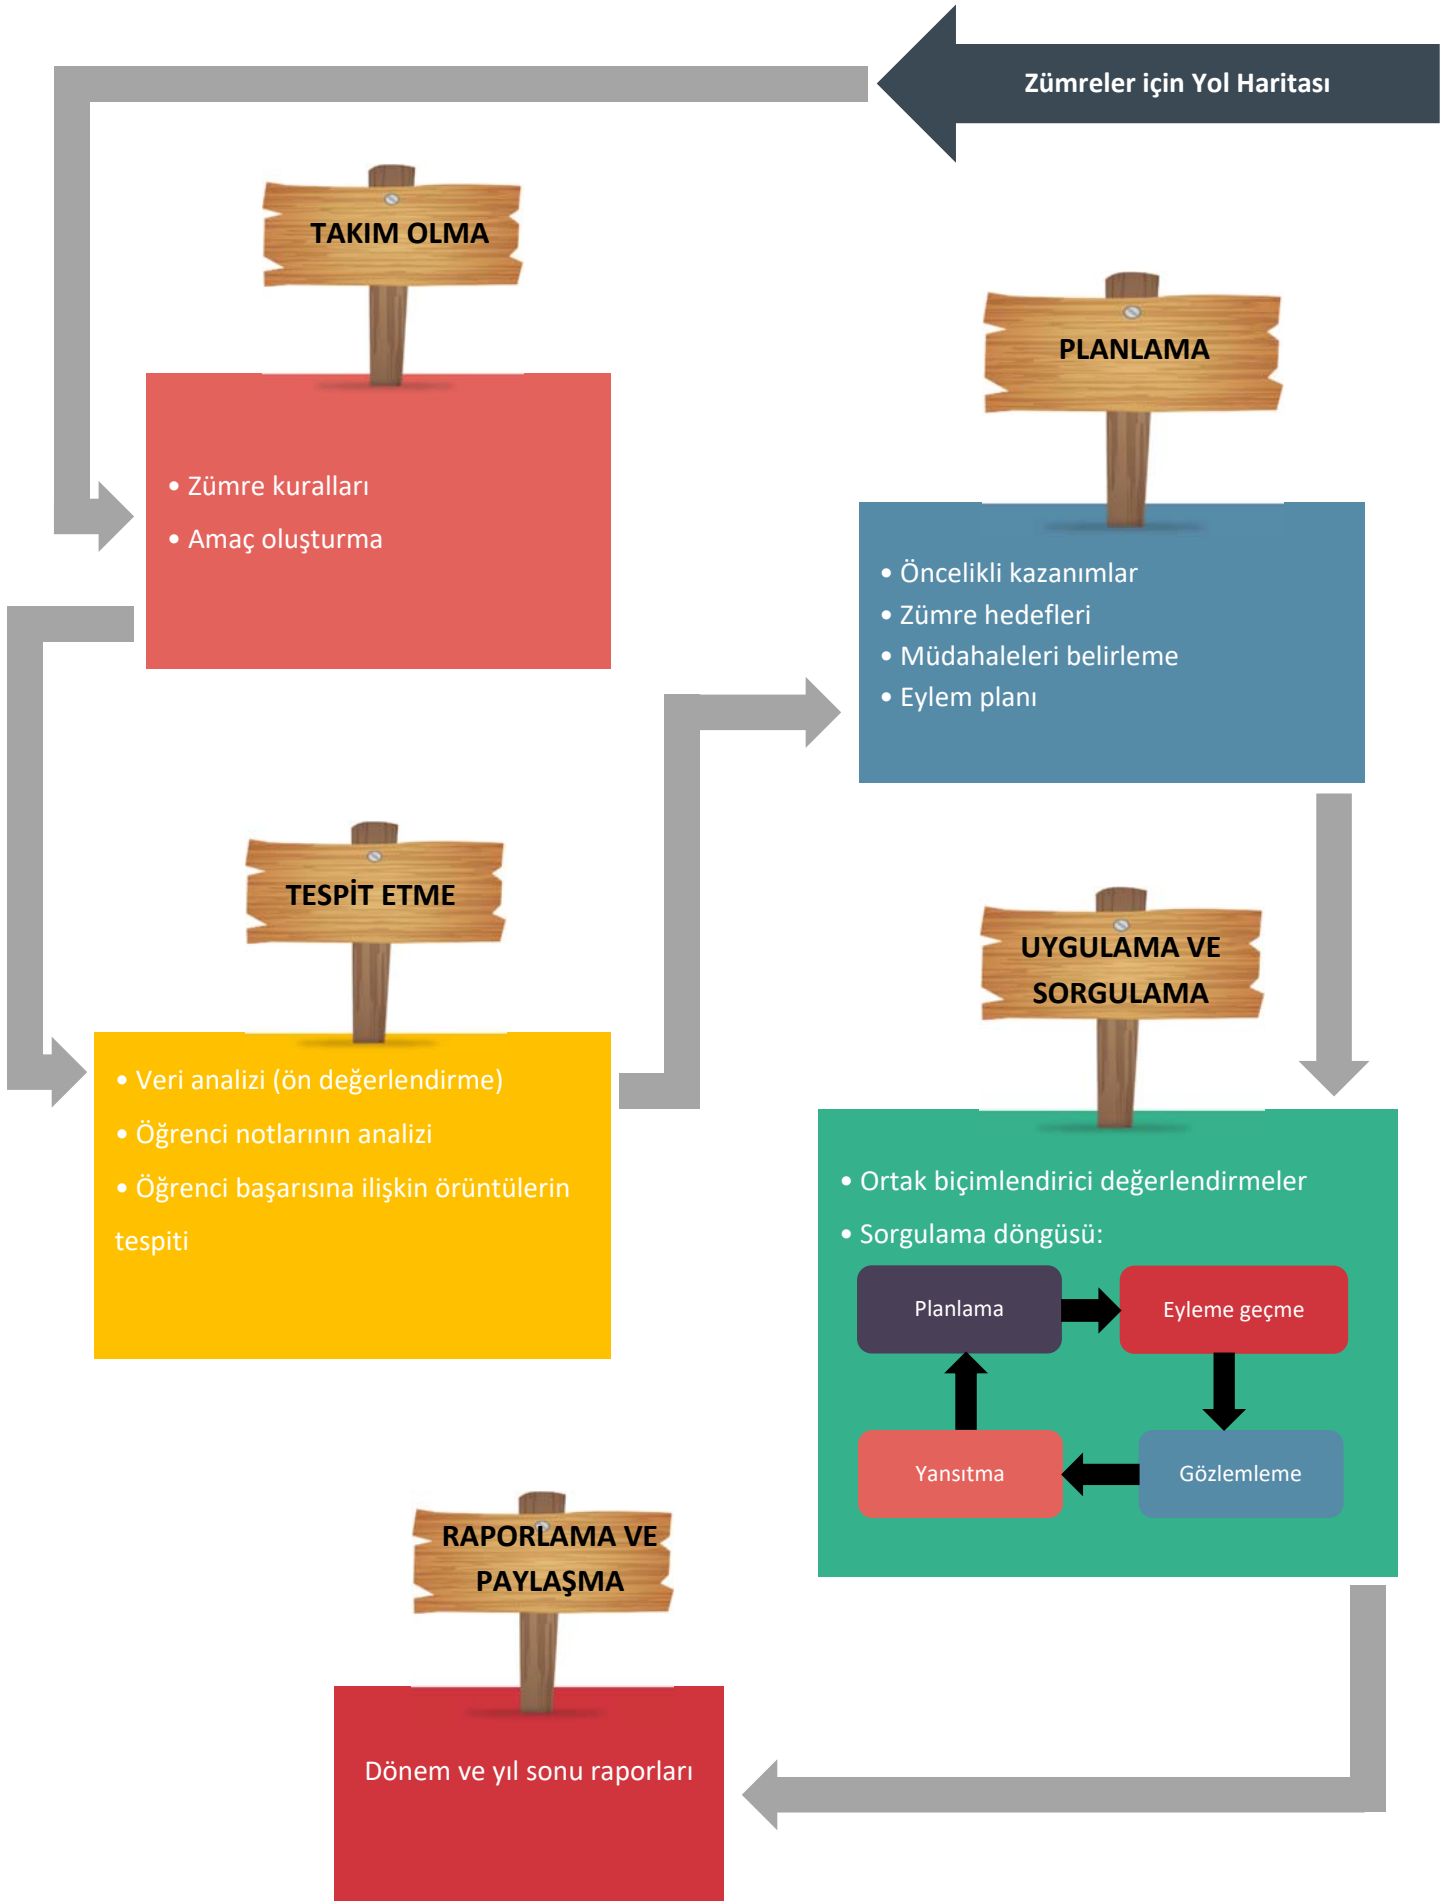 Zümreler için Yol Haritası
TAKIM OLMA
• Zümre kuralları
• Amaç oluşturma
TESPİT ETME
• Veri analizi (ön değerlendirme)
• Öğrenci notlarının analizi
• Öğrenci başarısına ilişkin örüntülerin
tespiti
PLANLAMA
• Öncelikli kazanımlar
• Zümre hedefleri
• Müdahaleleri belirleme
• Eylem planı
UYGULAMA VE
SORGULAMA
• Ortak biçimlendirici değerlendirmeler
• Sorgulama döngüsü:
Planlama
Eyleme geçme
Gözlemleme
Yansıtma
RAPORLAMA VE
PAYLAŞMA
Dönem ve yıl sonu raporları